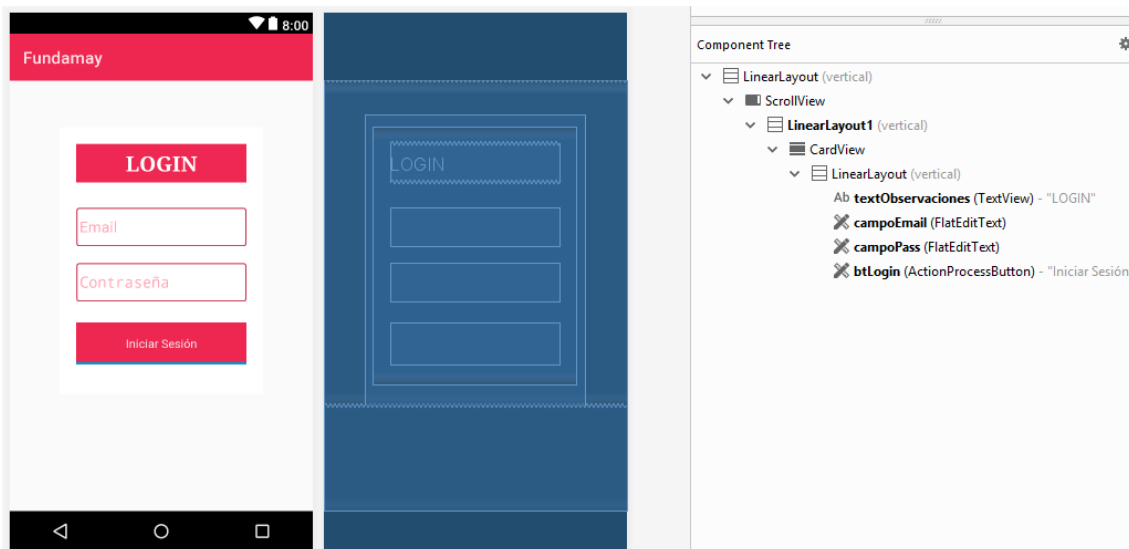 8:00
Fundamay
LOGIN
Email
Contraseña
Iniciar Sesión
LOGIN
Component Tree
LinearLayout (vertical)
ScrollView
LinearLayout1 (vertical)
CardView
LinearLayout (vertical)
Ab textObservaciones (TextView) - "LOGIN"
campoEmail (FlatEditText)
campoPass (FlatEditText)
btLogin (ActionProcessButton) - "Iniciar Sesión